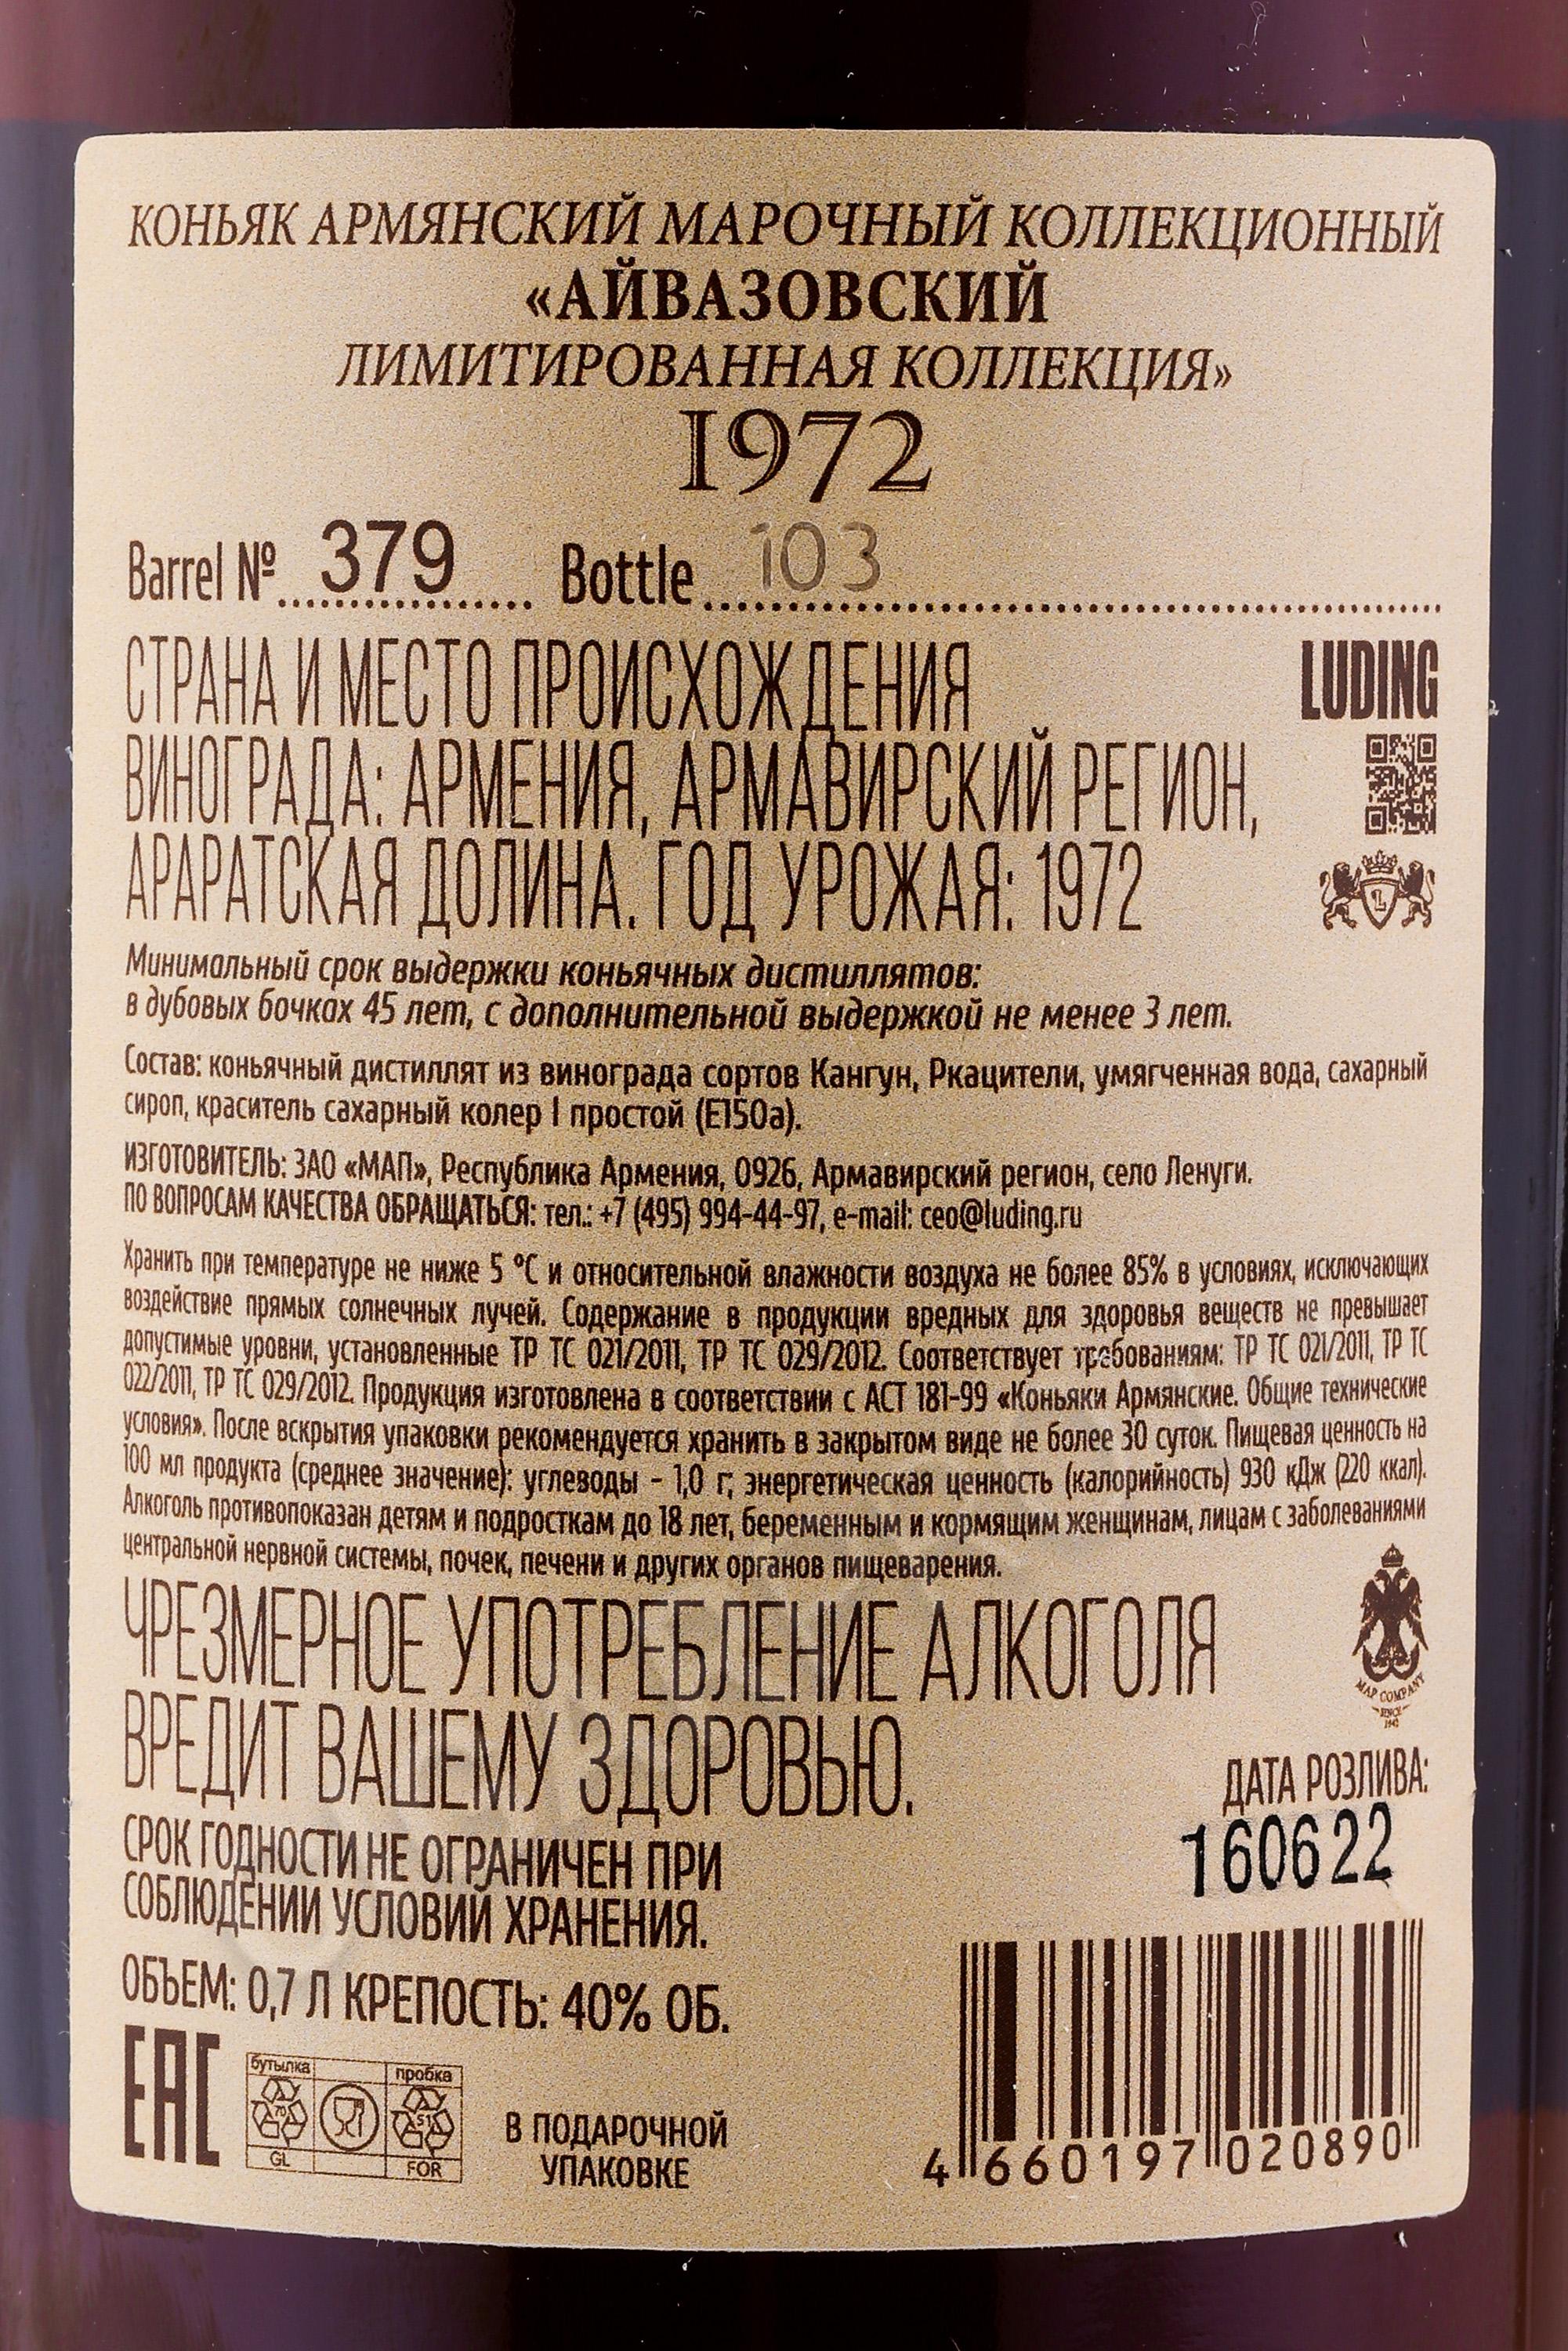 КОНЬЯК АРМЯНСКИЙ МАРОЧНЫЙ КОЛЛЕКЦИОННЫЙ
«АЙВАЗОВСКИЙ
ЛИМИТИРОВАННАЯ КОЛЛЕКЦИЯ»
1972
Barrel № 379 Bottle 103
СТРАНА И МЕСТО ПРОИСХОЖДЕНИЯ
ВИНОГРАДА: АРМЕНИЯ, АРМАВИРСКИЙ РЕГИОН,
АРАРАТСКАЯ ДОЛИНА. ГОД УРОЖАЯ: 1972
LUDING
L
Минимальный срок выдержки коньячных дистиллятов:
в дубовых бочках 45 лет, с дополнительной выдержкой не менее 3 лет.
Состав: коньячный дистиллят из винограда сортов Кангун, Ркацители, умягченная вода, сахарный
сироп, краситель сахарный колер I простой (Е150а).
ИЗГОТОВИТЕЛЬ: ЗАО «МАП», Республика Армения, 0926, Армавирский регион, село Ленуги.
ПО ВОПРОСАМ КАЧЕСТВА ОБРАЩАТЬСЯ: тел.: +7 (495) 994-44-97, e-mail: ceo@luding.ru
Хранить при температуре не ниже 5 °С и относительной влажности воздуха не более 85% в условиях, исключающих
воздействие прямых солнечных лучей. Содержание в продукции вредных для здоровья веществ не превышает
допустимые уровни, установленные ТР ТС 021/2011, ТР ТС 029/2012. Соответствует требованиям: ТР ТС 021/2011, ТР ТС
022/2011, ТР ТС 029/2012. Продукция изготовлена в соответствии с АСТ 181-99 «Коньяки Армянские. Общие технические
условия». После вскрытия упаковки рекомендуется хранить в закрытом виде не более 30 суток. Пищевая ценность на
100 мл продукта (среднее значение): углеводы - 1,0 г; энергетическая ценность (калорийность) 930 кДж (220 ккал).
Алкоголь противопоказан детям и подросткам до 18 лет, беременным и кормящим женщинам, лицам с заболеваниями
центральной нервной системы, почек, печени и других органов пищеварения.
ЧРЕЗМЕРНОЕ УПОТРЕБЛЕНИЕ АЛКОГОЛЯ
ВРЕДИТ ВАШЕМУ ЗДОРОВЬЮ.
MAP COMPANY
SINCE
1942
ДАТА РОЗЛИВА:
160622
СРОК ГОДНОСТИ НЕ ОГРАНИЧЕН ПРИ
СОБЛЮДЕНИИ УСЛОВИЙ ХРАНЕНИЯ.
ОБЪЕМ: 0,7 Л КРЕПОСТЬ: 40% ОБ.
EAC
бутылка пробка
70 51
GL FOR
В ПОДАРОЧНОЙ
УПАКОВКЕ
4 660197 020890